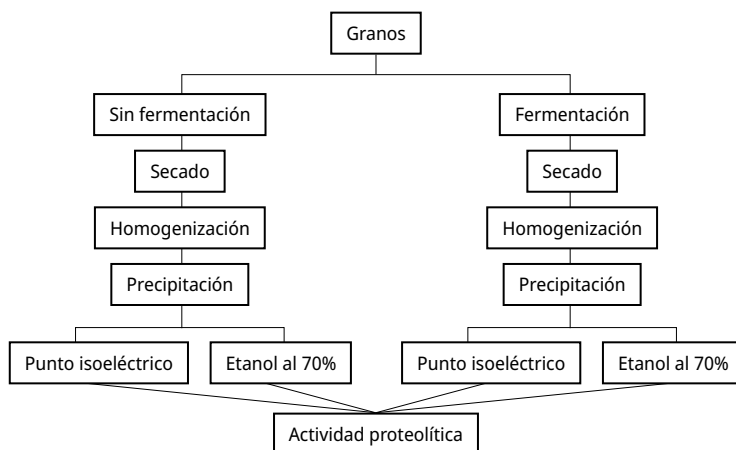 Granos
Sin fermentación
Fermentación
Secado
Secado
Homogenización
Homogenización
Precipitación
Precipitación
Punto isoeléctrico
Etanol al 70%
Punto isoeléctrico
Etanol al 70%
Actividad proteolítica